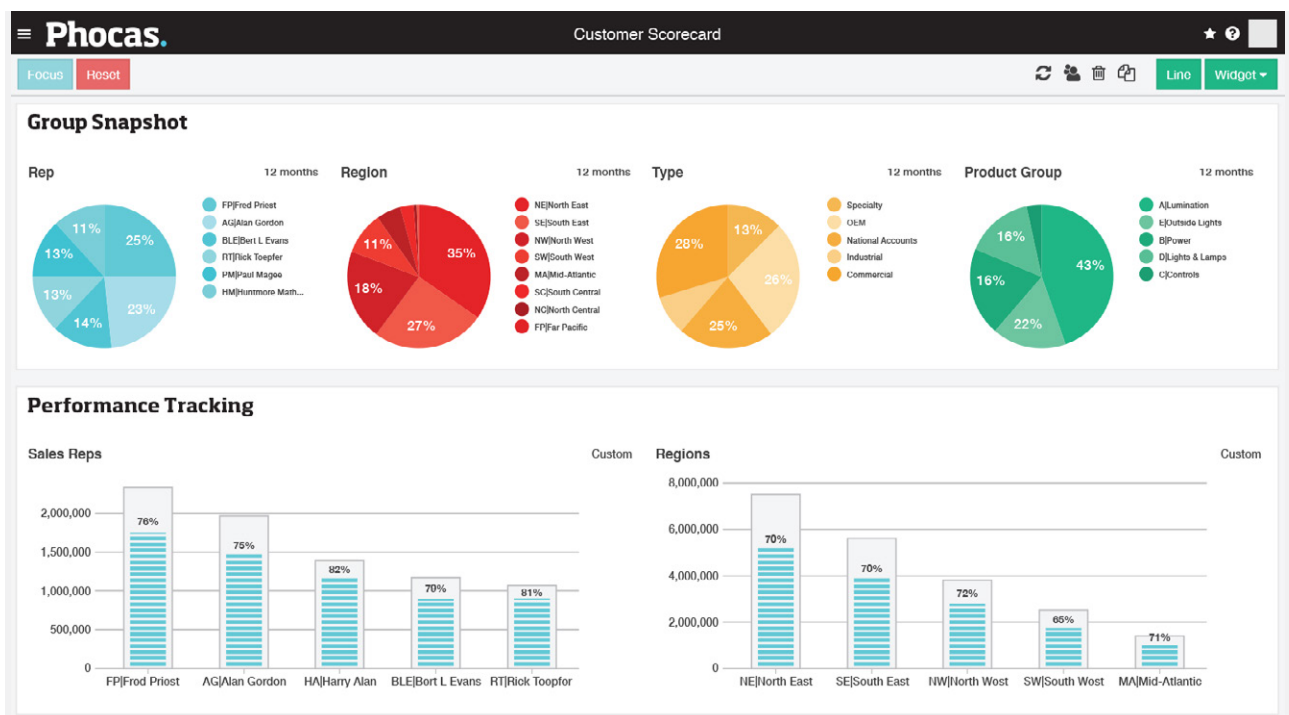 Phocas.
Customer Scorecard
Focus
Reset
Line
Widget
Group Snapshot
Rep
12 months
25%
23%
14%
13%
13%
11%
FP|Fred Priest
AG|Alan Gordon
BLE|Bert L Evans
RT|Rick Toepfer
PM|Paul Magee
HM|Huntmore Math...
Region
12 months
35%
27%
18%
11%
NE|North East
SE|South East
NW|North West
SW|South West
MA|Mid-Atlantic
SC|South Central
NC|North Central
FP|Far Pacific
Type
12 months
13%
26%
25%
28%
Specialty
OEM
National Accounts
Industrial
Commercial
Product Group
12 months
43%
22%
16%
16%
A|Lumination
E|Outside Lights
B|Power
D|Lights & Lamps
C|Controls
Performance Tracking
Sales Reps
Custom
2,000,000
1,500,000
1,000,000
500,000
0
76%
75%
82%
70%
81%
FP|Frod Priost
AG|Alan Gordon
HA|Harry Alan
BLE|Bort L Evans
RT|Rick Toopfor
Regions
Custom
8,000,000
6,000,000
4,000,000
2,000,000
0
70%
70%
72%
65%
71%
NE|North East
SE|South East
NW|North Wost
SW|South Wost
MA|Mid-Atlantic